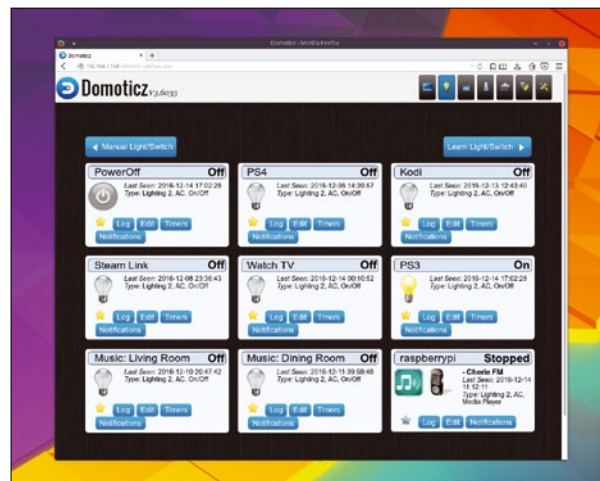 Domoticz - Mozilla Firefox
Domoticz
192.168.1.158
Domoticz V3.6033
Manual Light/Switch
Learn Light/Switch
PowerOff Off
Last Seen: 2016-12-14 17:02:28
Type: Lighting 2, AC, On/Off
Log Edit Timers
Notifications
PS4 Off
Last Seen: 2016-12-06 14:39:57
Type: Lighting 2, AC, On/Off
Log Edit Timers
Notifications
Kodi Off
Last Seen: 2016-12-13 12:43:40
Type: Lighting 2, AC, On/Off
Log Edit Timers
Notifications
Steam Link Off
Last Seen: 2016-12-08 23:36:43
Type: Lighting 2, AC, On/Off
Log Edit Timers
Notifications
Watch TV Off
Last Seen: 2016-12-14 00:10:52
Type: Lighting 2, AC, On/Off
Log Edit Timers
Notifications
PS3 On
Last Seen: 2016-12-14 17:02:28
Type: Lighting 2, AC, On/Off
Log Edit Timers
Notifications
Music: Living Room Off
Last Seen: 2016-12-10 20:47:42
Type: Lighting 2, AC, On/Off
Log Edit Timers
Notifications
Music: Dining Room Off
Last Seen: 2016-12-11 09:59:48
Type: Lighting 2, AC, On/Off
Log Edit Timers
Notifications
raspberrypi Stopped
- Cherie FM
Last Seen: 2016-12-14
11:12:11
Type: Lighting 2, AC,
Media Player
Log Edit Notifications